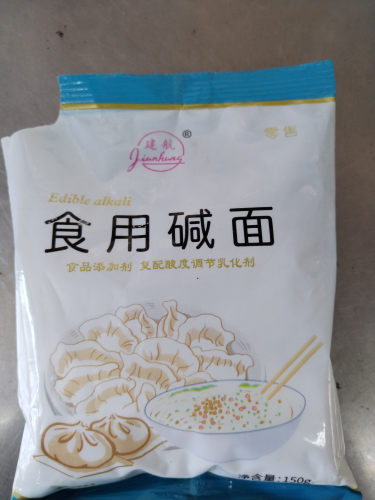 建航
Jianhang
®
零售
Edible alkali
食用碱面
食品添加剂 复配酸度调节乳化剂
净含量:150g